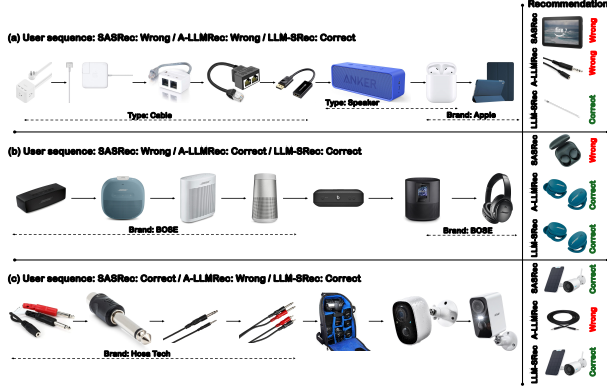 Recommendation
(a) User sequence: SASRec: Wrong / A-LLMRec: Wrong / LLM-SRec: Correct
ANKER
Type: Cable
Type: Speaker
Brand: Apple
SASRec
Wrong
A-LLMRec
Wrong
LLM-SRec
Correct
(b) User sequence: SASRec: Wrong / A-LLMRec: Correct / LLM-SRec: Correct
Brand: BOSE
Brand: BOSE
SASRec
Wrong
A-LLMRec
Correct
LLM-SRec
Correct
(c) User sequence: SASRec: Correct / A-LLMRec: Wrong / LLM-SRec: Correct
Brand: Hosa Tech
SASRec
Correct
A-LLMRec
Wrong
LLM-SRec
Correct